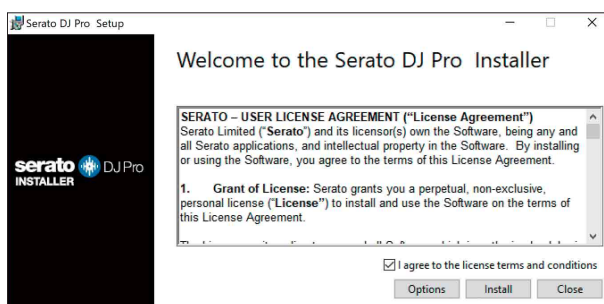 Serato DJ Pro Setup
Welcome to the Serato DJ Pro Installer
SERATO – USER LICENSE AGREEMENT ("License Agreement")
Serato Limited ("Serato") and its licensor(s) own the Software, being any and
all Serato applications, and intellectual property in the Software. By installing
or using the Software, you agree to the terms of this License Agreement.
1. Grant of License: Serato grants you a perpetual, non-exclusive,
personal license ("License") to install and use the Software on the terms of
this License Agreement.
serato DJ Pro
INSTALLER
I agree to the license terms and conditions
Options Install Close